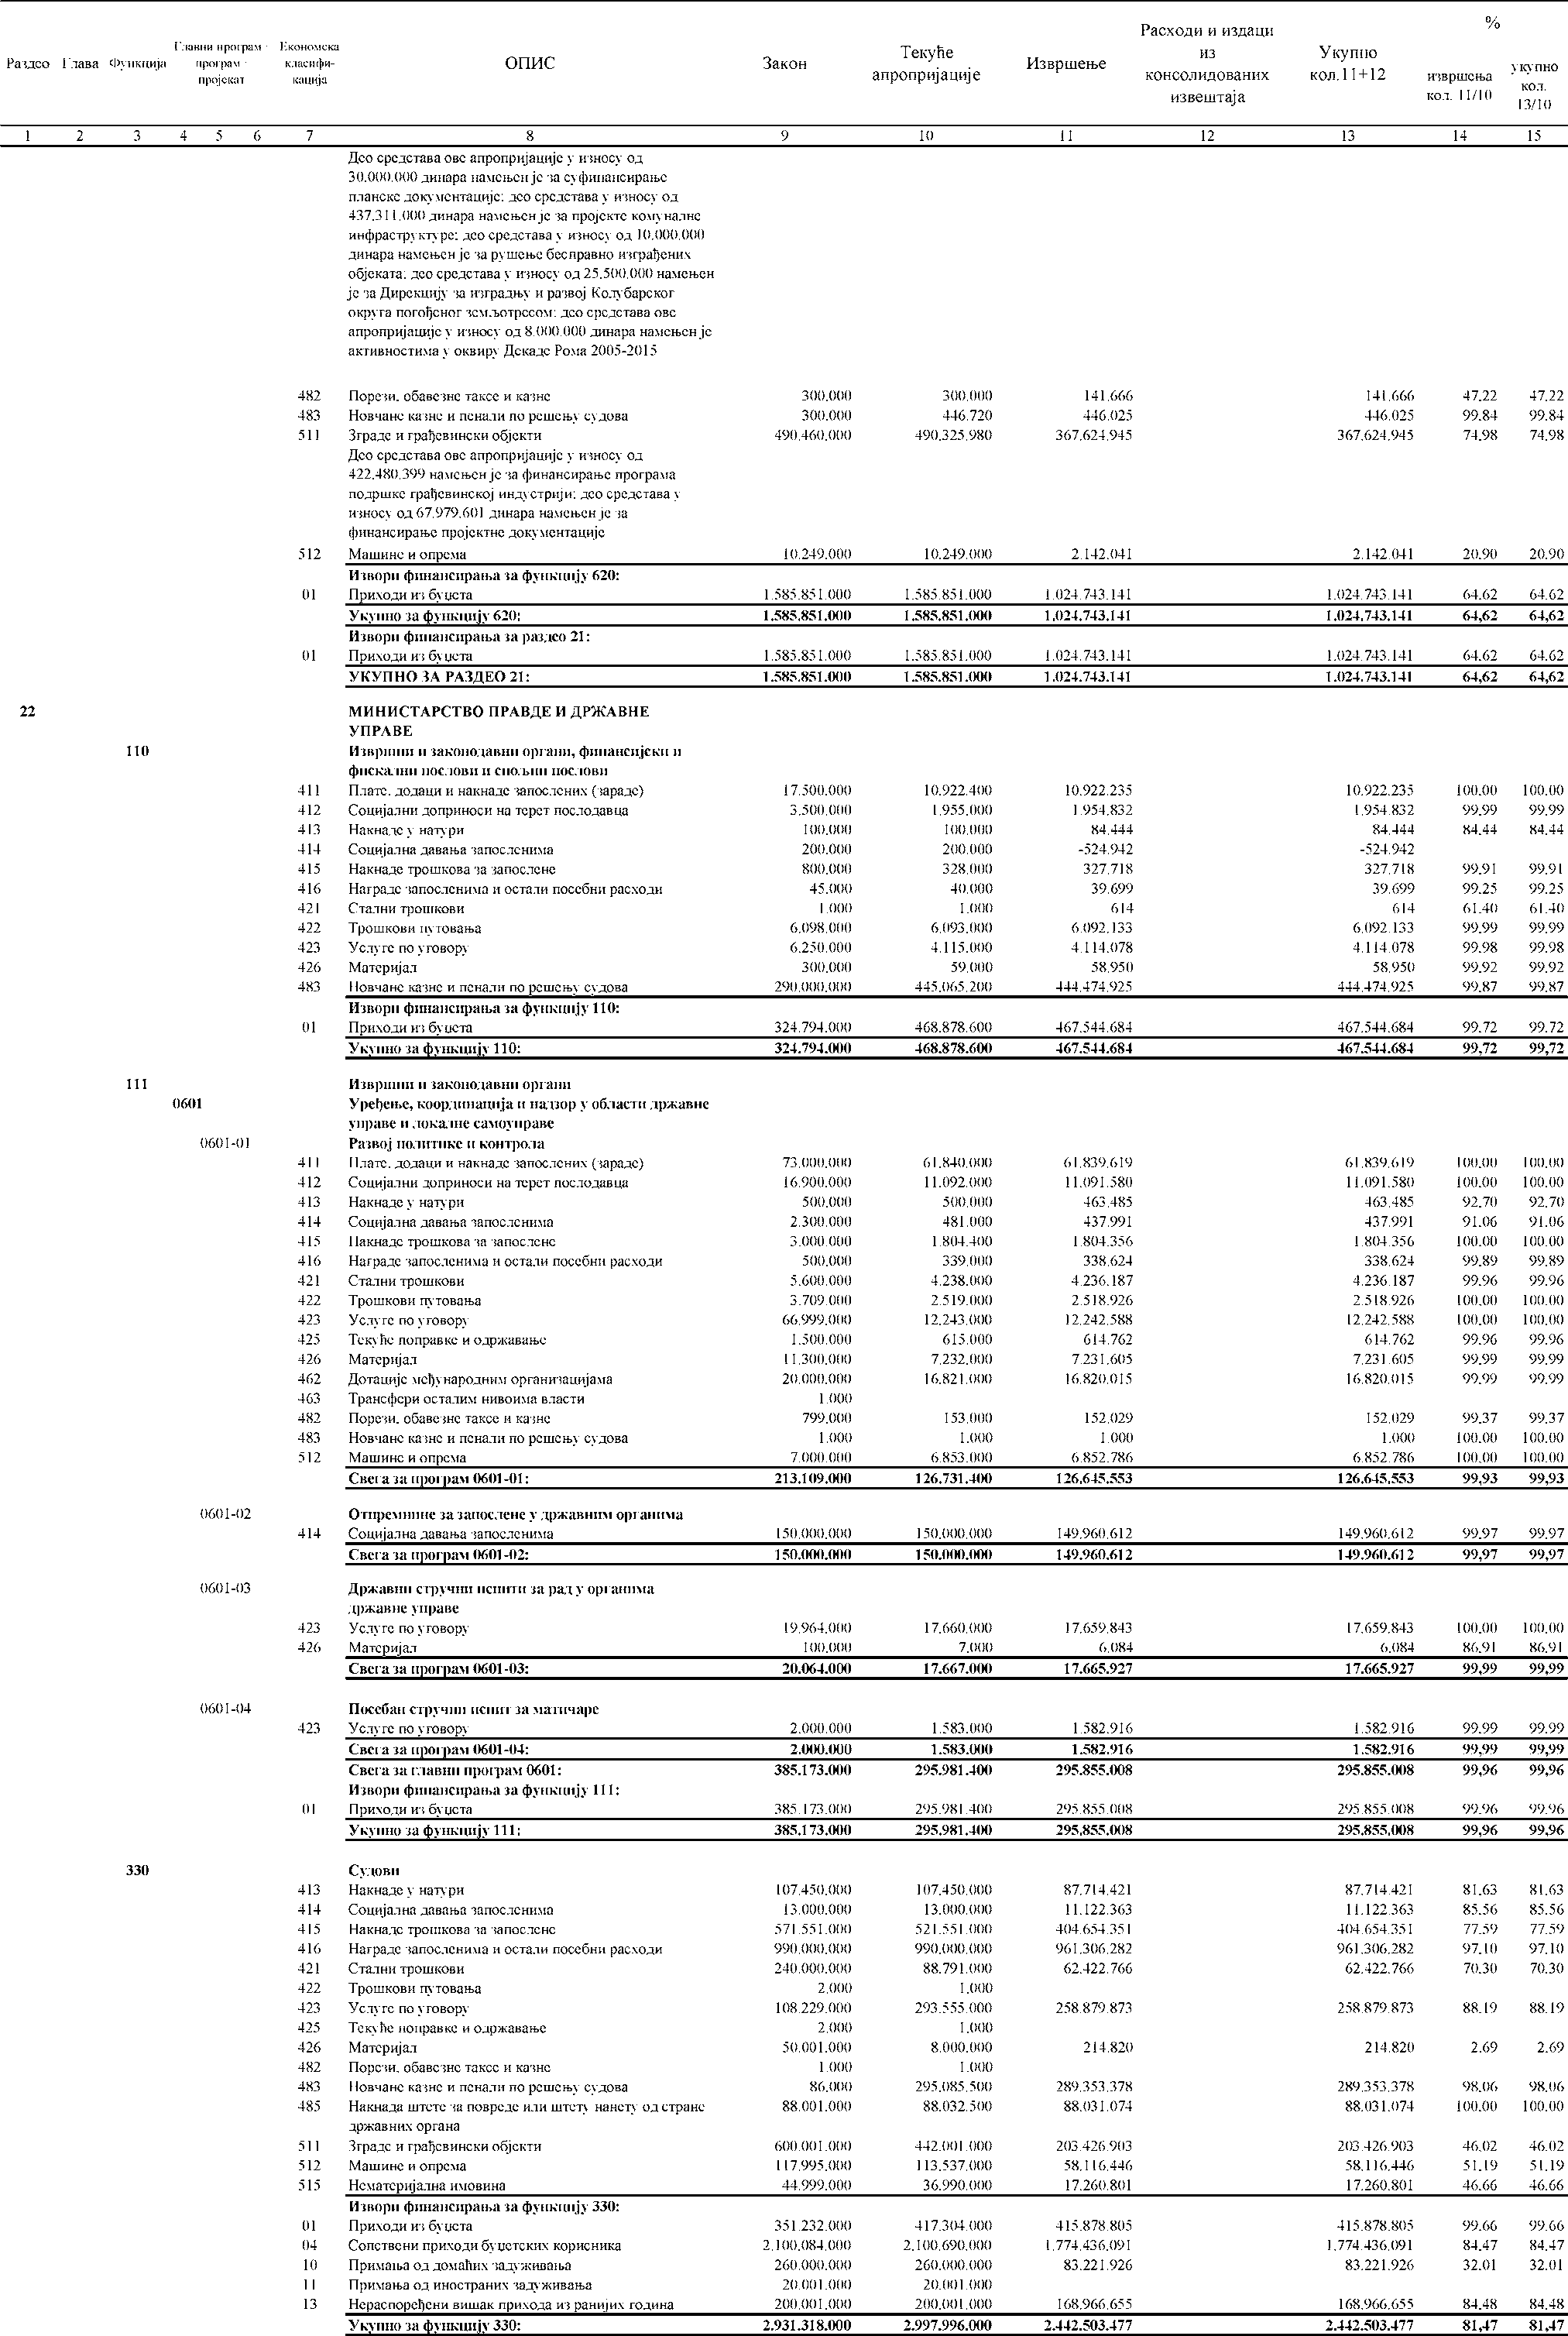 Раздео Глава Функција Главни програм - програм - пројекат Економска класифи- кација ОПИС Закон Текуће апропријације Извршење Расходи и издаци из консолидованих извештаја Укупно кол.11+12 % извршења кол. 11/10 укупно кол. 13/10
1 2 3 4 5 6 7 8 9 10 11 12 13 14 15
Део средстава ове апропријације у износу од
30.000.000 динара намењен је за суфинансирање
планске документације; део средстава у износу од
437.311.000 динара намењен је за пројекте комуналне
инфраструктуре; део средстава у износу од 10.000.000
динара намењен је за рушење бесправно изграђених
објеката; део средстава у износу од 25.500.000 намењен
је за Дирекцију за изградњу и развој Колубарског
округа погођеног земљотресом; део средстава ове
апропријације у износу од 8.000.000 динара намењен је
активностима у оквиру Декаде Рома 2005-2015
482 Порези, обавезне таксе и казне 300.000 300.000 141.666 141.666 47,22 47,22
483 Новчане казне и пенали по решењу судова 300.000 446.720 446.025 446.025 99,84 99,84
511 Зграде и грађевински објекти 490.460.000 490.325.980 367.624.945 367.624.945 74,98 74,98
Део средстава ове апропријације у износу од
422.480.399 намењен је за финансирање програма
подршке грађевинској индустрији; део средстава у
износу од 67.979.601 динара намењен је за
финансирање пројектне документације
512 Машине и опрема 10.249.000 10.249.000 2.142.041 2.142.041 20,90 20,90
Извори финансирања за функцију 620:
01 Приходи из буџета 1.585.851.000 1.585.851.000 1.024.743.141 1.024.743.141 64,62 64,62
Укупно за функцију 620: 1.585.851.000 1.585.851.000 1.024.743.141 1.024.743.141 64,62 64,62
Извори финансирања за раздео 21:
01 Приходи из буџета 1.585.851.000 1.585.851.000 1.024.743.141 1.024.743.141 64,62 64,62
УКУПНО ЗА РАЗДЕО 21: 1.585.851.000 1.585.851.000 1.024.743.141 1.024.743.141 64,62 64,62
22 МИНИСТАРСТВО ПРАВДЕ И ДРЖАВНЕ
УПРАВЕ
110 Извршни и законодавни органи, финансијски и
фискални послови и спољни послови
411 Плате, додаци и накнаде запослених (зараде) 17.500.000 10.922.400 10.922.235 10.922.235 100,00 100,00
412 Социјални доприноси на терет послодавца 3.500.000 1.955.000 1.954.832 1.954.832 99,99 99,99
413 Накнаде у натури 100.000 100.000 84.444 84.444 84,44 84,44
414 Социјална давања запосленима 200.000 200.000 -524.942 -524.942
415 Накнаде трошкова за запослене 800.000 328.000 327.718 327.718 99,91 99,91
416 Награде запосленима и остали посебни расходи 45.000 40.000 39.699 39.699 99,25 99,25
421 Стални трошкови 1.000 1.000 614 614 61,40 61,40
422 Трошкови путовања 6.098.000 6.093.000 6.092.133 6.092.133 99,99 99,99
423 Услуге по уговору 6.250.000 4.115.000 4.114.078 4.114.078 99,98 99,98
426 Материјал 300.000 59.000 58.950 58.950 99,92 99,92
483 Новчане казне и пенали по решењу судова 290.000.000 445.065.200 444.474.925 444.474.925 99,87 99,87
Извори финансирања за функцију 110:
01 Приходи из буџета 324.794.000 468.878.600 467.544.684 467.544.684 99,72 99,72
Укупно за функцију 110: 324.794.000 468.878.600 467.544.684 467.544.684 99,72 99,72
111 Извршни и законодавни органи
0601 Уређење, координација и надзор у области државне
управе и локалне самоуправе
0601-01 Развој политике и контрола
411 Плате, додаци и накнаде запослених (зараде) 73.000.000 61.840.000 61.839.619 61.839.619 100,00 100,00
412 Социјални доприноси на терет послодавца 16.900.000 11.092.000 11.091.580 11.091.580 100,00 100,00
413 Накнаде у натури 500.000 500.000 463.485 463.485 92,70 92,70
414 Социјална давања запосленима 2.300.000 481.000 437.991 437.991 91,06 91,06
415 Накнаде трошкова за запослене 3.000.000 1.804.400 1.804.356 1.804.356 100,00 100,00
416 Награде запосленима и остали посебни расходи 500.000 339.000 338.624 338.624 99,89 99,89
421 Стални трошкови 5.600.000 4.238.000 4.236.187 4.236.187 99,96 99,96
422 Трошкови путовања 3.709.000 2.519.000 2.518.926 2.518.926 100,00 100,00
423 Услуге по уговору 66.999.000 12.243.000 12.242.588 12.242.588 100,00 100,00
425 Текуће поправке и одржавање 1.500.000 615.000 614.762 614.762 99,96 99,96
426 Материјал 11.300.000 7.232.000 7.231.605 7.231.605 99,99 99,99
462 Дотације међународним организацијама 20.000.000 16.821.000 16.820.015 16.820.015 99,99 99,99
463 Трансфери осталим нивоима власти 1.000
482 Порези, обавезне таксе и казне 799.000 153.000 152.029 152.029 99,37 99,37
483 Новчане казне и пенали по решењу судова 1.000 1.000 1.000 1.000 100,00 100,00
512 Машине и опрема 7.000.000 6.853.000 6.852.786 6.852.786 100,00 100,00
Свега за програм 0601-01: 213.109.000 126.731.400 126.645.553 126.645.553 99,93 99,93
0601-02 Отпремнине за запослене у државним органима
414 Социјална давања запосленима 150.000.000 150.000.000 149.960.612 149.960.612 99,97 99,97
Свега за програм 0601-02: 150.000.000 150.000.000 149.960.612 149.960.612 99,97 99,97
0601-03 Државни стручни испити за рад у органима
државне управе
423 Услуге по уговору 19.964.000 17.660.000 17.659.843 17.659.843 100,00 100,00
426 Материјал 100.000 7.000 6.084 6.084 86,91 86,91
Свега за програм 0601-03: 20.064.000 17.667.000 17.665.927 17.665.927 99,99 99,99
0601-04 Посебан стручни испит за матичаре
423 Услуге по уговору 2.000.000 1.583.000 1.582.916 1.582.916 99,99 99,99
Свега за програм 0601-04: 2.000.000 1.583.000 1.582.916 1.582.916 99,99 99,99
Свега за главни програм 0601: 385.173.000 295.981.400 295.855.008 295.855.008 99,96 99,96
Извори финансирања за функцију 111:
01 Приходи из буџета 385.173.000 295.981.400 295.855.008 295.855.008 99,96 99,96
Укупно за функцију 111: 385.173.000 295.981.400 295.855.008 295.855.008 99,96 99,96
330 Судови
413 Накнаде у натури 107.450.000 107.450.000 87.714.421 87.714.421 81,63 81,63
414 Социјална давања запосленима 13.000.000 13.000.000 11.122.363 11.122.363 85,56 85,56
415 Накнаде трошкова за запослене 571.551.000 521.551.000 404.654.351 404.654.351 77,59 77,59
416 Награде запосленима и остали посебни расходи 990.000.000 990.000.000 961.306.282 961.306.282 97,10 97,10
421 Стални трошкови 240.000.000 88.791.000 62.422.766 62.422.766 70,30 70,30
422 Трошкови путовања 2.000 1.000
423 Услуге по уговору 108.229.000 293.555.000 258.879.873 258.879.873 88,19 88,19
425 Текуће поправке и одржавање 2.000 1.000
426 Материјал 50.001.000 8.000.000 214.820 214.820 2,69 2,69
482 Порези, обавезне таксе и казне 1.000 1.000
483 Новчане казне и пенали по решењу судова 86.000 295.085.500 289.353.378 289.353.378 98,06 98,06
485 Накнада штете за повреде или штету нанету од стране 88.001.000 88.032.500 88.031.074 88.031.074 100,00 100,00
државних органа
511 Зграде и грађевински објекти 600.001.000 442.001.000 203.426.903 203.426.903 46,02 46,02
512 Машине и опрема 117.995.000 113.537.000 58.116.446 58.116.446 51,19 51,19
515 Нематеријална имовина 44.999.000 36.990.000 17.260.801 17.260.801 46,66 46,66
Извори финансирања за функцију 330:
01 Приходи из буџета 351.232.000 417.304.000 415.878.805 415.878.805 99,66 99,66
04 Сопствени приходи буџетских корисника 2.100.084.000 2.100.690.000 1.774.436.091 1.774.436.091 84,47 84,47
10 Примања од домаћих задуживања 260.000.000 260.000.000 83.221.926 83.221.926 32,01 32,01
11 Примања од иностраних задуживања 20.001.000 20.001.000
13 Нераспоређени вишак прихода из ранијих година 200.001.000 200.001.000 168.966.655 168.966.655 84,48 84,48
Укупно за функцију 330: 2.931.318.000 2.997.996.000 2.442.503.477 2.442.503.477 81,47 81,47